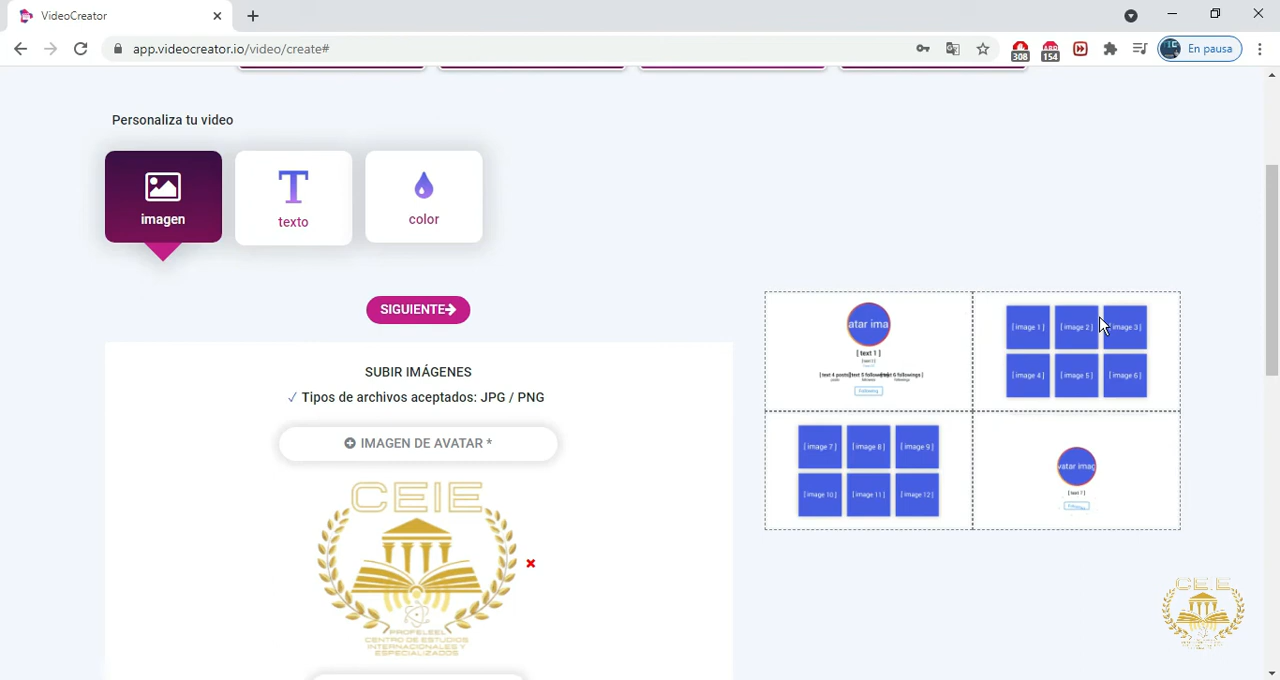 VideoCreator
app.videocreator.io/video/create#
308
154
En pausa
Personaliza tu video
imagen
texto
color
SIGUIENTE
SUBIR IMÁGENES
✓ Tipos de archivos aceptados: JPG / PNG
IMAGEN DE AVATAR *
CEIE
PROFELEEL
CENTRO DE ESTUDIOS
INTERNACIONALES Y
ESPECIALIZADOS
atar ima
[ text 1 ]
Following
[ image 1 ]
[ image 2 ]
[ image 3 ]
[ image 4 ]
[ image 5 ]
[ image 6 ]
[ image 7 ]
[ image 8 ]
[ image 9 ]
[ image 10 ]
[ image 11 ]
[ image 12 ]
vatar imag
[ text 7 ]
CEIE